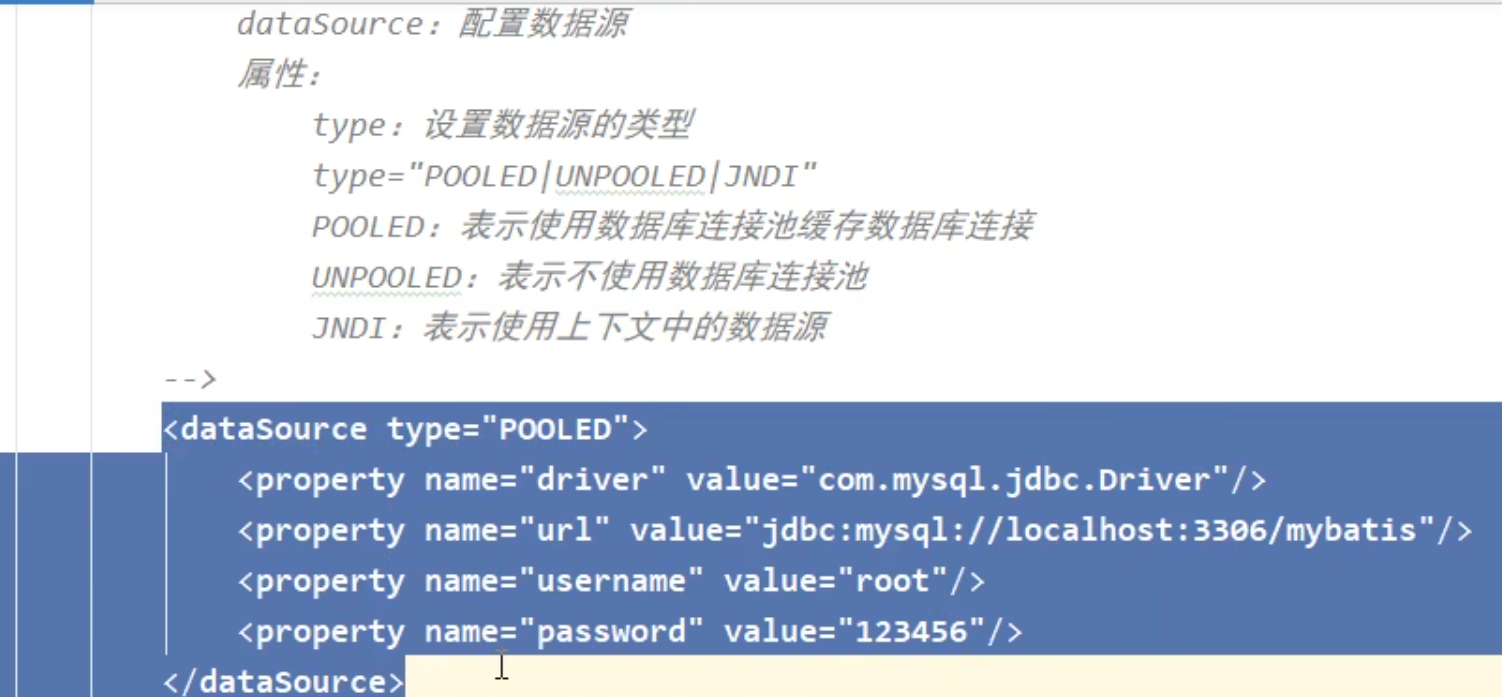 dataSource：配置数据源
属性：
type：设置数据源的类型
type="POOLED|UNPOOLED|JNDI"
POOLED：表示使用数据库连接池缓存数据库连接
UNPOOLED：表示不使用数据库连接池
JNDI：表示使用上下文中的数据源
-->
<dataSource type="POOLED">
<property name="driver" value="com.mysql.jdbc.Driver"/>
<property name="url" value="jdbc:mysql://localhost:3306/mybatis"/>
<property name="username" value="root"/>
<property name="password" value="123456"/>
</dataSource>